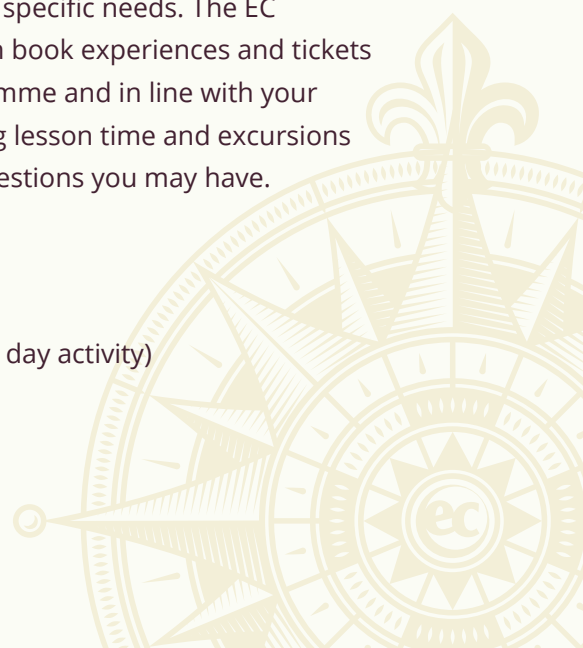 specific needs. The EC
book experiences and tickets
mme and in line with your
lesson time and excursions
estions you may have.
day activity)
ec